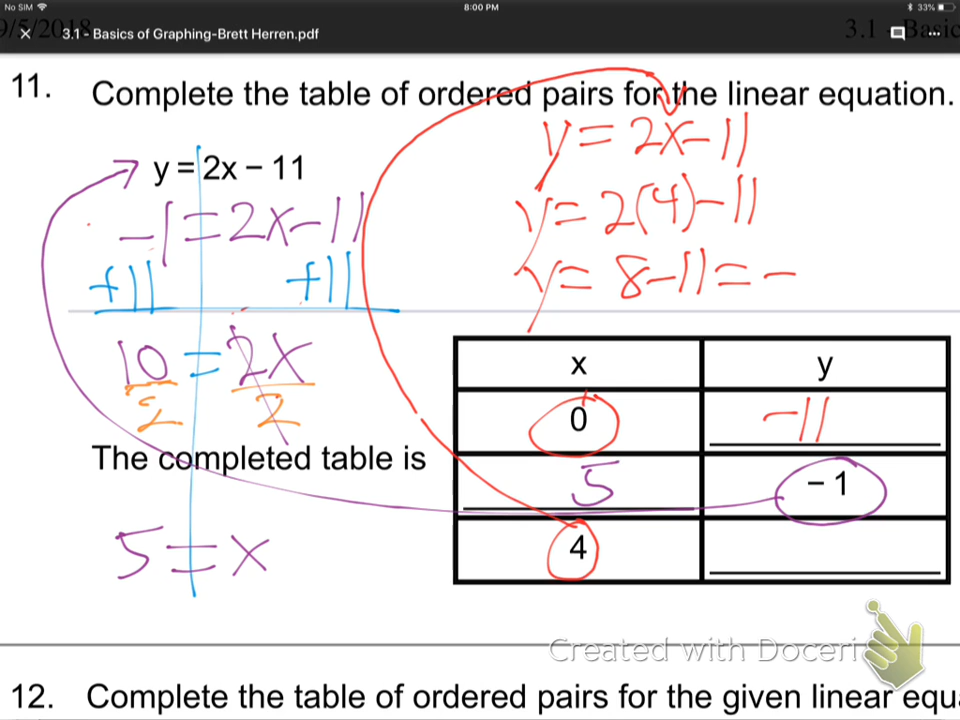 No SIM 8:00 PM 33%
9/5/2018 3.1 - Basic
× 3.1 - Basics of Graphing-Brett Herren.pdf ...
11. Complete the table of ordered pairs for the linear equation.
y = 2x − 11
-1 = 2x - 11
+11 +11
10 = 2x
2 2
The completed table is
5 = x
y = 2x - 11
y = 2(4) - 11
y = 8 - 11 = -
x y
0 -11
5 − 1
4
Created with Doceri
12. Complete the table of ordered pairs for the given linear equa